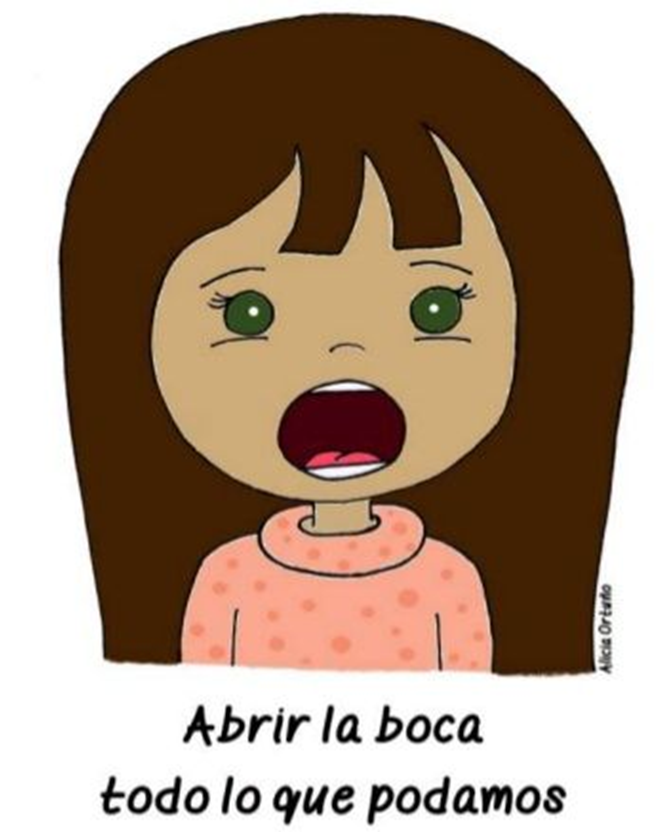 Alicia Ortuño
Abrir la boca
todo lo que podamos